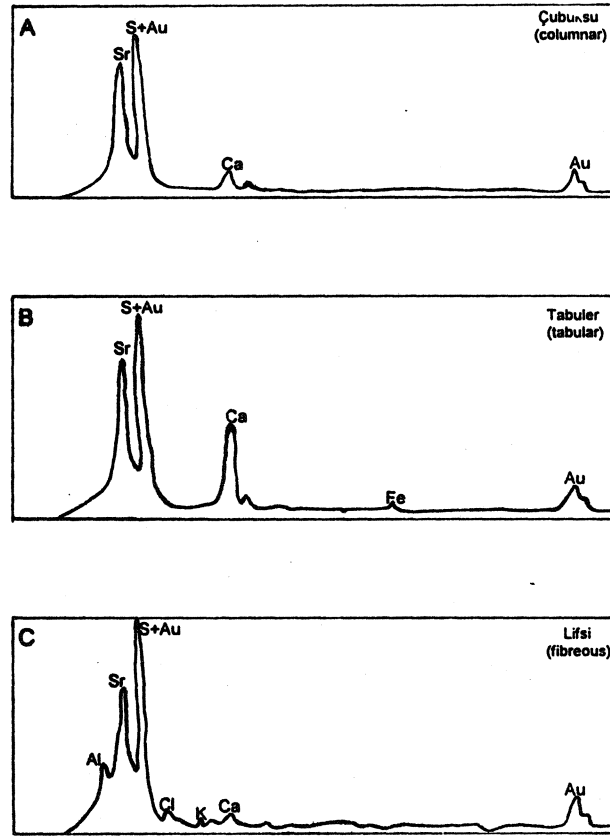 A
Çubuksu
(columnar)
S+Au
Sr
Ca
Au
B
Tabuler
(tabular)
S+Au
Sr
Ca
Fe
Au
C
Lifsi
(fibreous)
S+Au
Sr
Al
Cl
K
Ca
Au